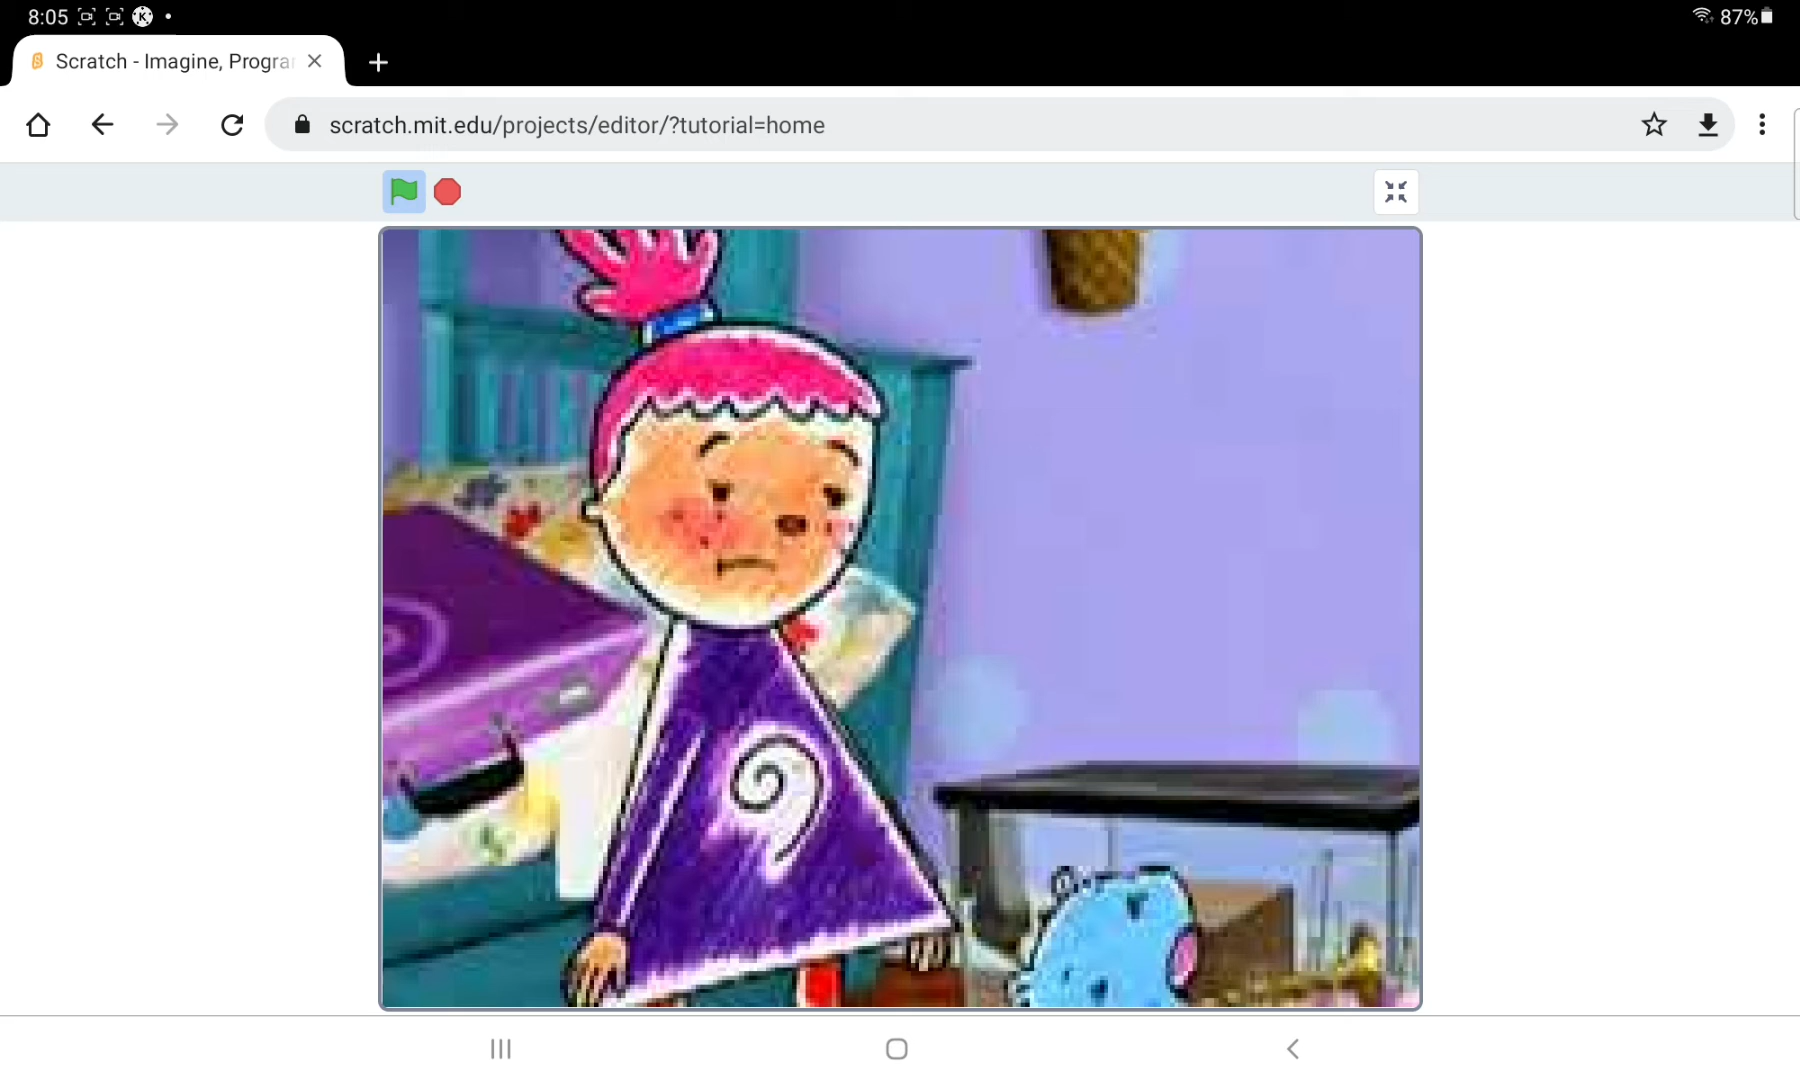 8:05
87%
Scratch - Imagine, Progra
scratch.mit.edu/projects/editor/?tutorial=home